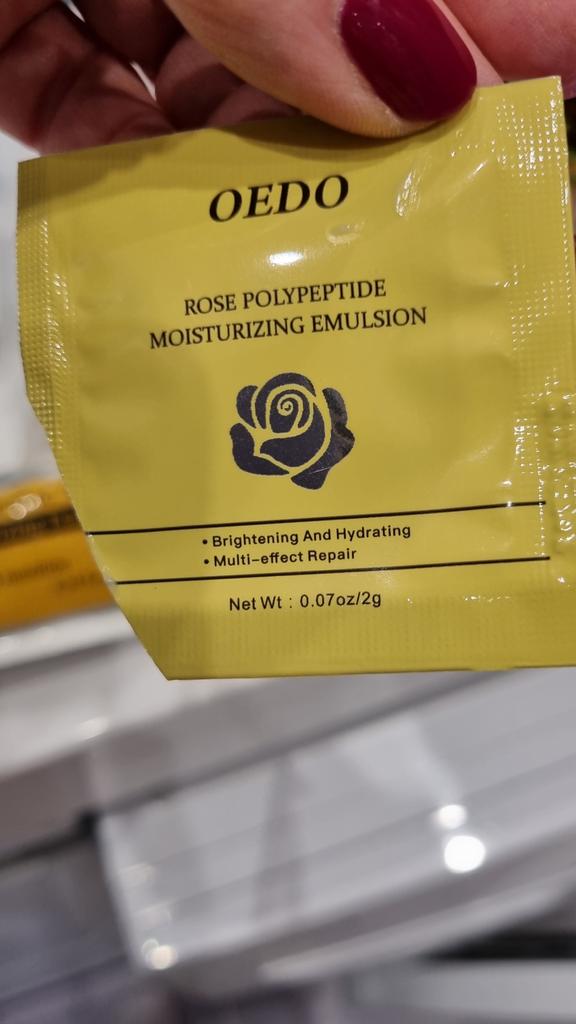 OEDO
ROSE POLYPEPTIDE
MOISTURIZING EMULSION
• Brightening And Hydrating
• Multi-effect Repair
Net Wt : 0.07oz/2g